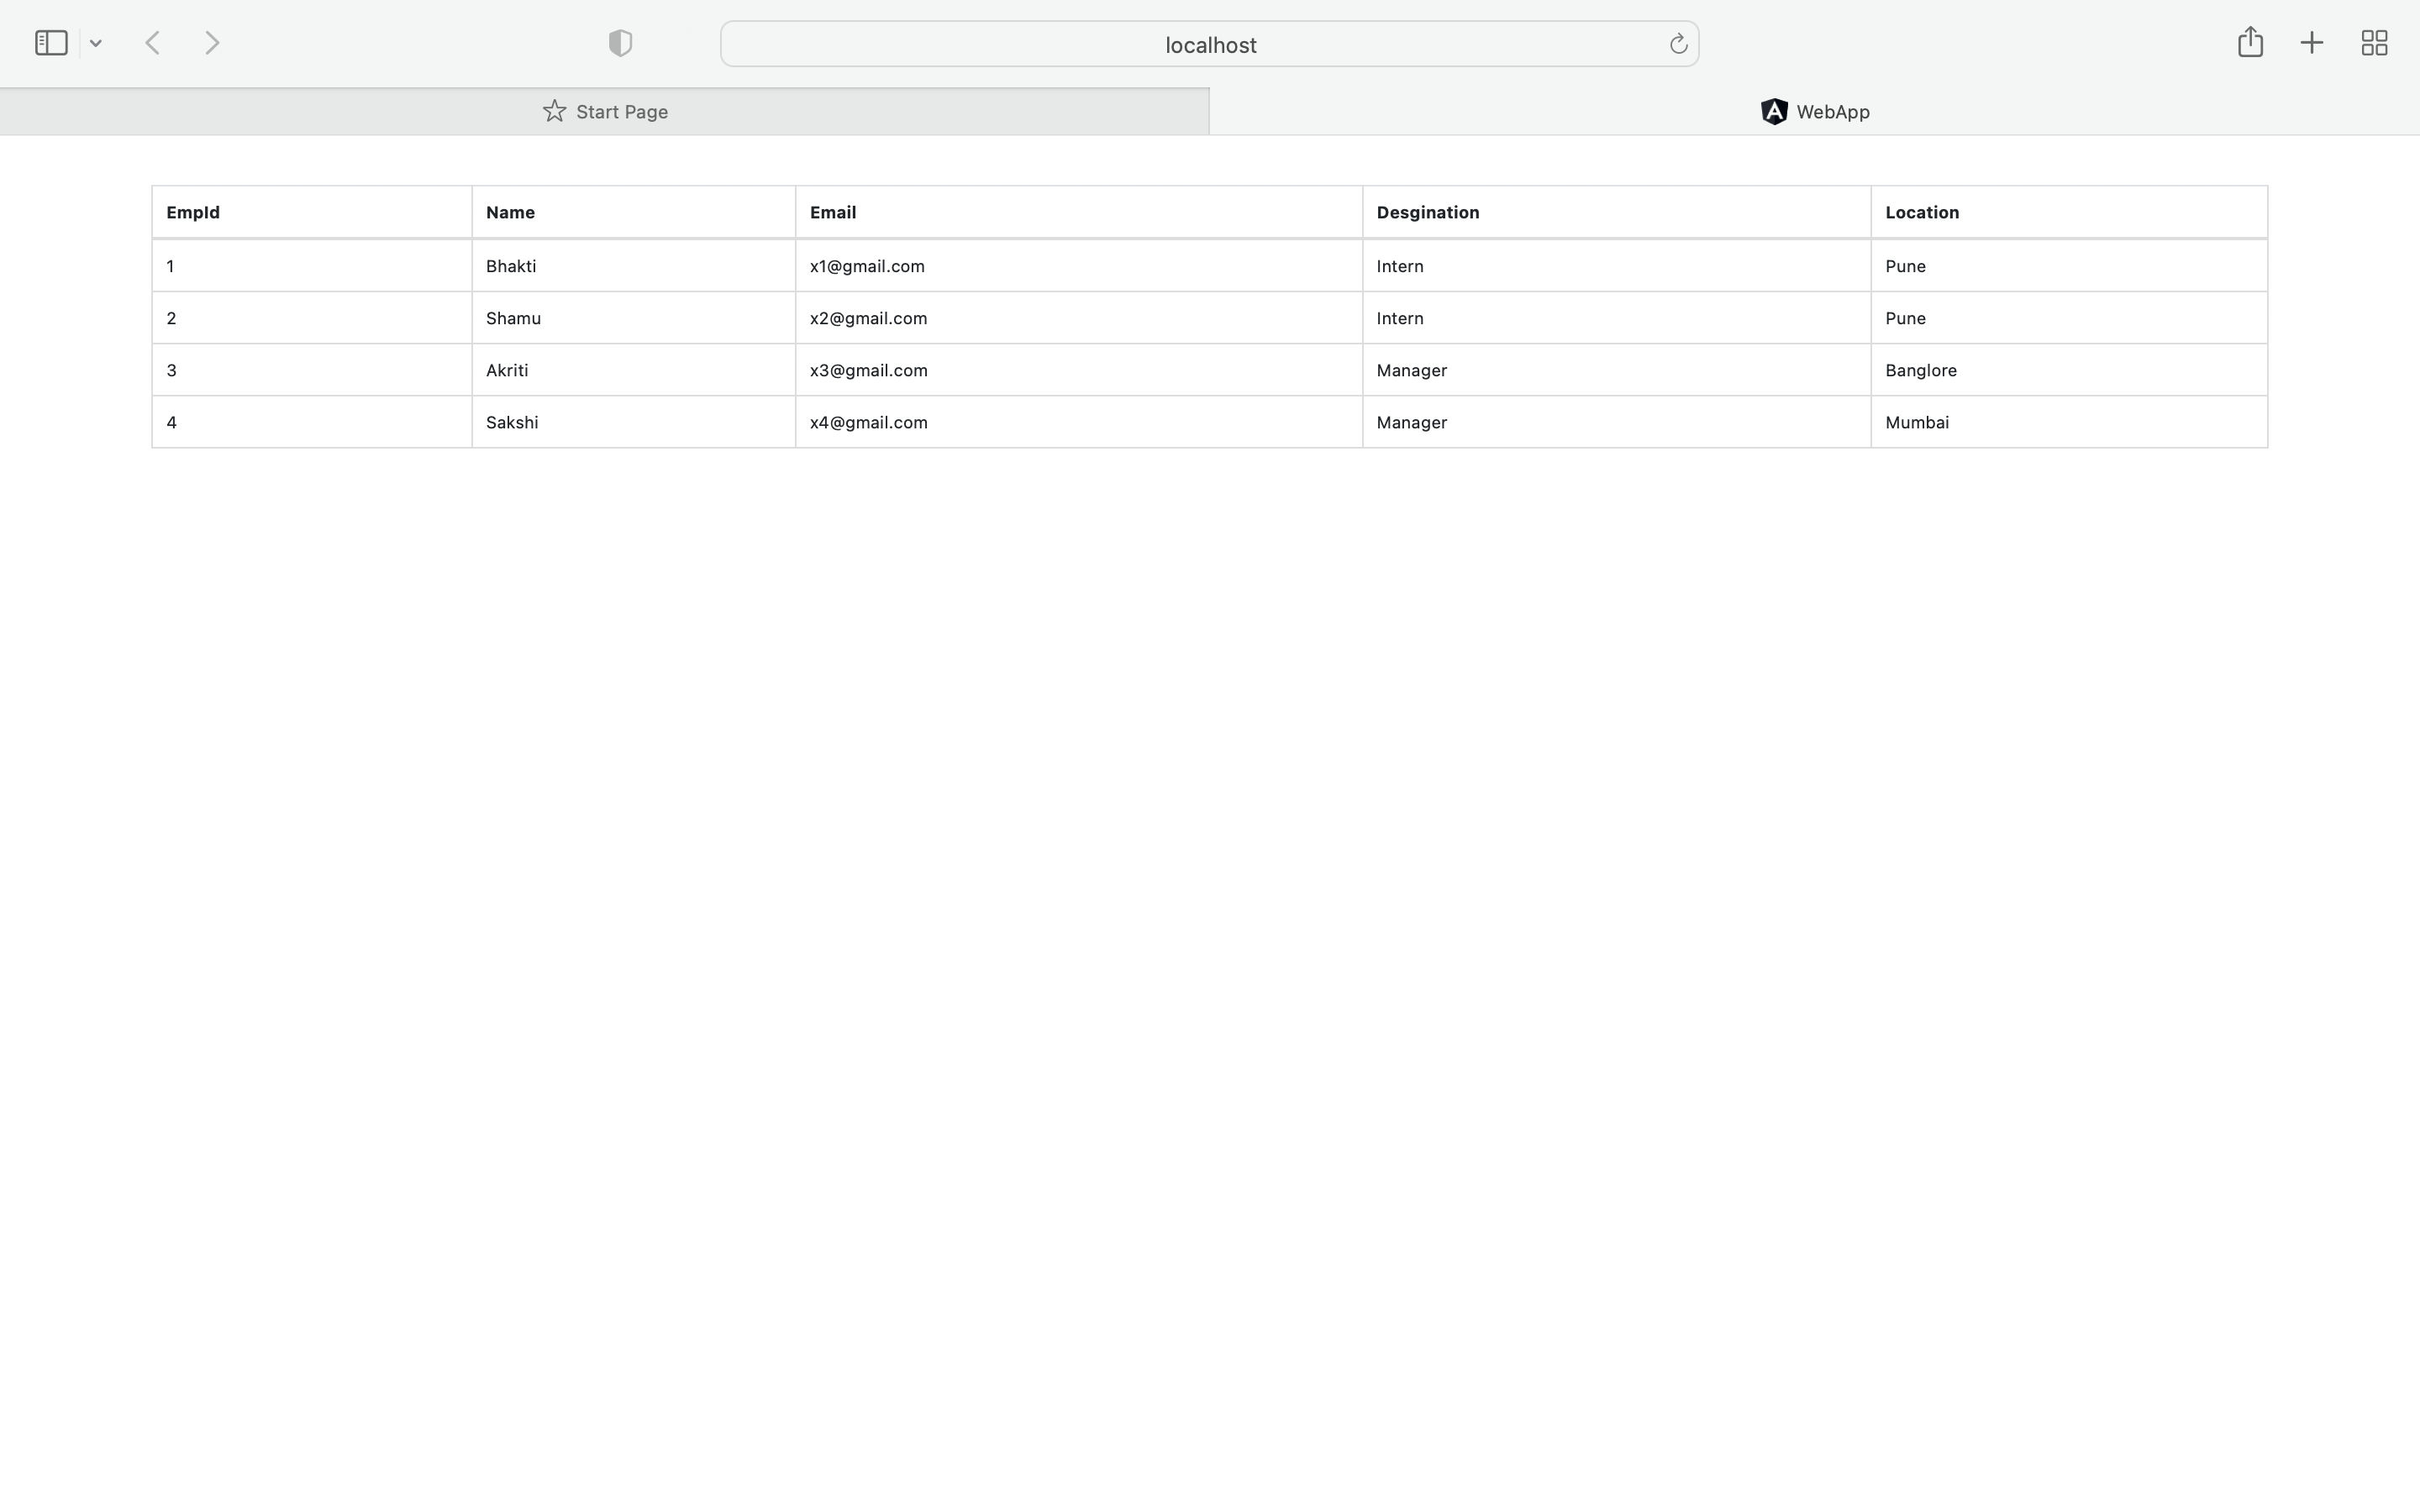 localhost
Start Page
WebApp
EmpId Name Email Desgination Location
1 Bhakti x1@gmail.com Intern Pune
2 Shamu x2@gmail.com Intern Pune
3 Akriti x3@gmail.com Manager Banglore
4 Sakshi x4@gmail.com Manager Mumbai